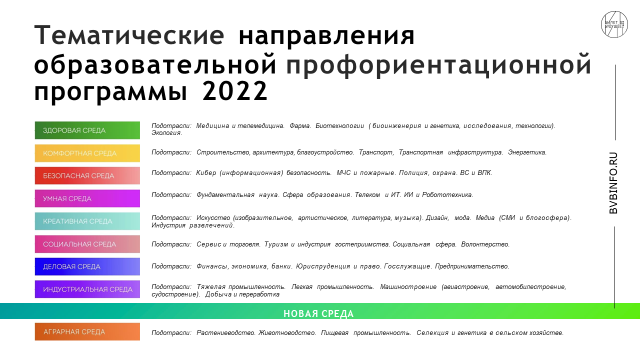 Тематические направления
образовательной профориентационной
программы 2022
ЗДОРОВАЯ СРЕДА
Подотрасли: Медицина и телемедицина. Фарма. Биотехнологии (биоинженерия и генетика, исследования, технологии).
Экология.
КОМФОРТНАЯ СРЕДА
Подотрасли: Строительство, архитектура, благоустройство. Транспорт, Транспортная инфраструктура. Энергетика.
БЕЗОПАСНАЯ СРЕДА
Подотрасли: Кибер (информационная) безопасность. МЧС и пожарные. Полиция, охрана. ВС и ВПК.
УМНАЯ СРЕДА
Подотрасли: Фундаментальная наука. Сфера образования. Телеком и ИТ. ИИ и Робототехника.
КРЕАТИВНАЯ СРЕДА
Подотрасли: Искусство (изобразительное, артистическое, литература, музыка). Дизайн, мода. Медиа (СМИ и блогосфера).
Индустрия развлечений.
СОЦИАЛЬНАЯ СРЕДА
Подотрасли: Сервис и торговля. Туризм и индустрия гостеприимства. Социальная сфера. Волонтерство.
ДЕЛОВАЯ СРЕДА
Подотрасли: Финансы, экономика, банки. Юриспруденция и право. Госслужащие. Предпринимательство.
ИНДУСТРИАЛЬНАЯ СРЕДА
Подотрасли: Тяжелая промышленность. Легкая промышленность. Машиностроение (авиастроение, автомобилестроение,
судостроение). Добыча и переработка
НОВАЯ СРЕДА
АГРАРНАЯ СРЕДА
Подотрасли: Растениеводство. Животноводство. Пищевая промышленность. Селекция и генетика в сельском хозяйстве.
BVBINFO.RU